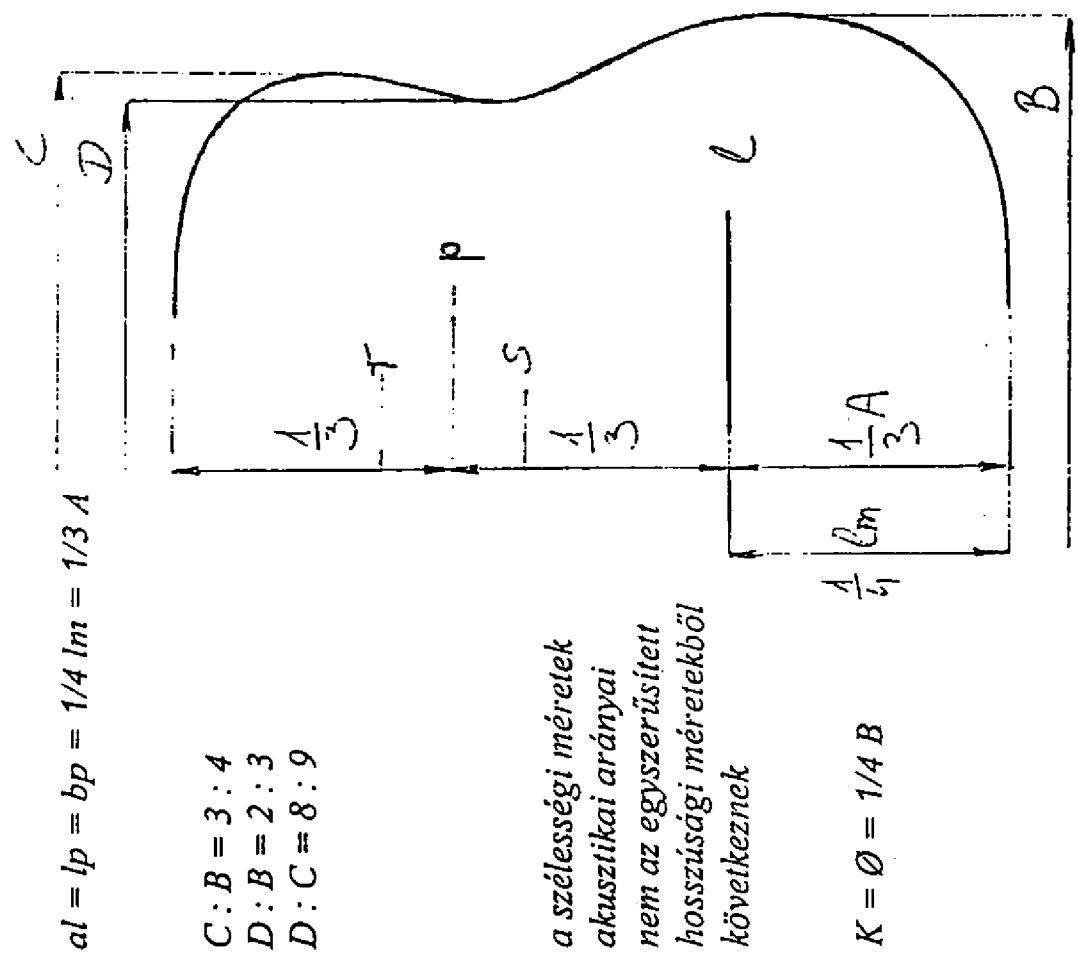 al = lp = bp = 1/4 lm = 1/3 A
C : B = 3 : 4
D : B = 2 : 3
D : C = 8 : 9
a szélességi méretek
akusztikai arányai
nem az egyszerűsített
hosszúsági méretekből
következnek
K = Ø = 1/4 B
C
D
1/3
T
p
S
1/3
l
1/3 A
1/4 lm
B